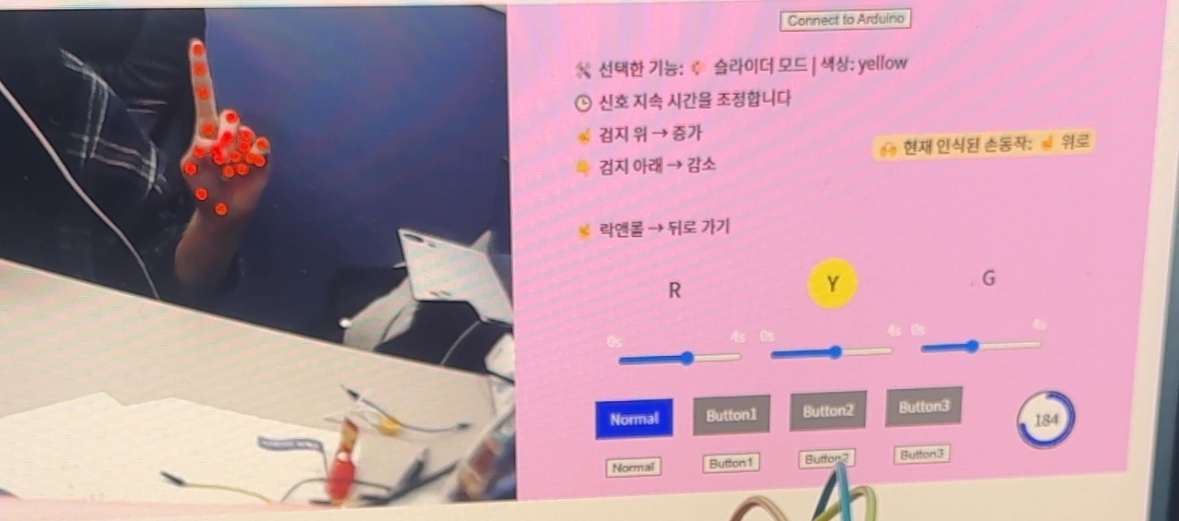 Connect to Arduino
🛠 선택한 기능: 슬라이더 모드 | 색상: yellow
🕒 신호 지속 시간을 조정합니다
☝ 검지 위 → 증가
👇 검지 아래 → 감소
현재 인식된 손동작: ☝ 위로
🤘 락앤롤 → 뒤로 가기
R Y G
0s 4s 0s 4s 0s 4s
Normal Button1 Button2 Button3 184
Normal Button1 Button2 Button3